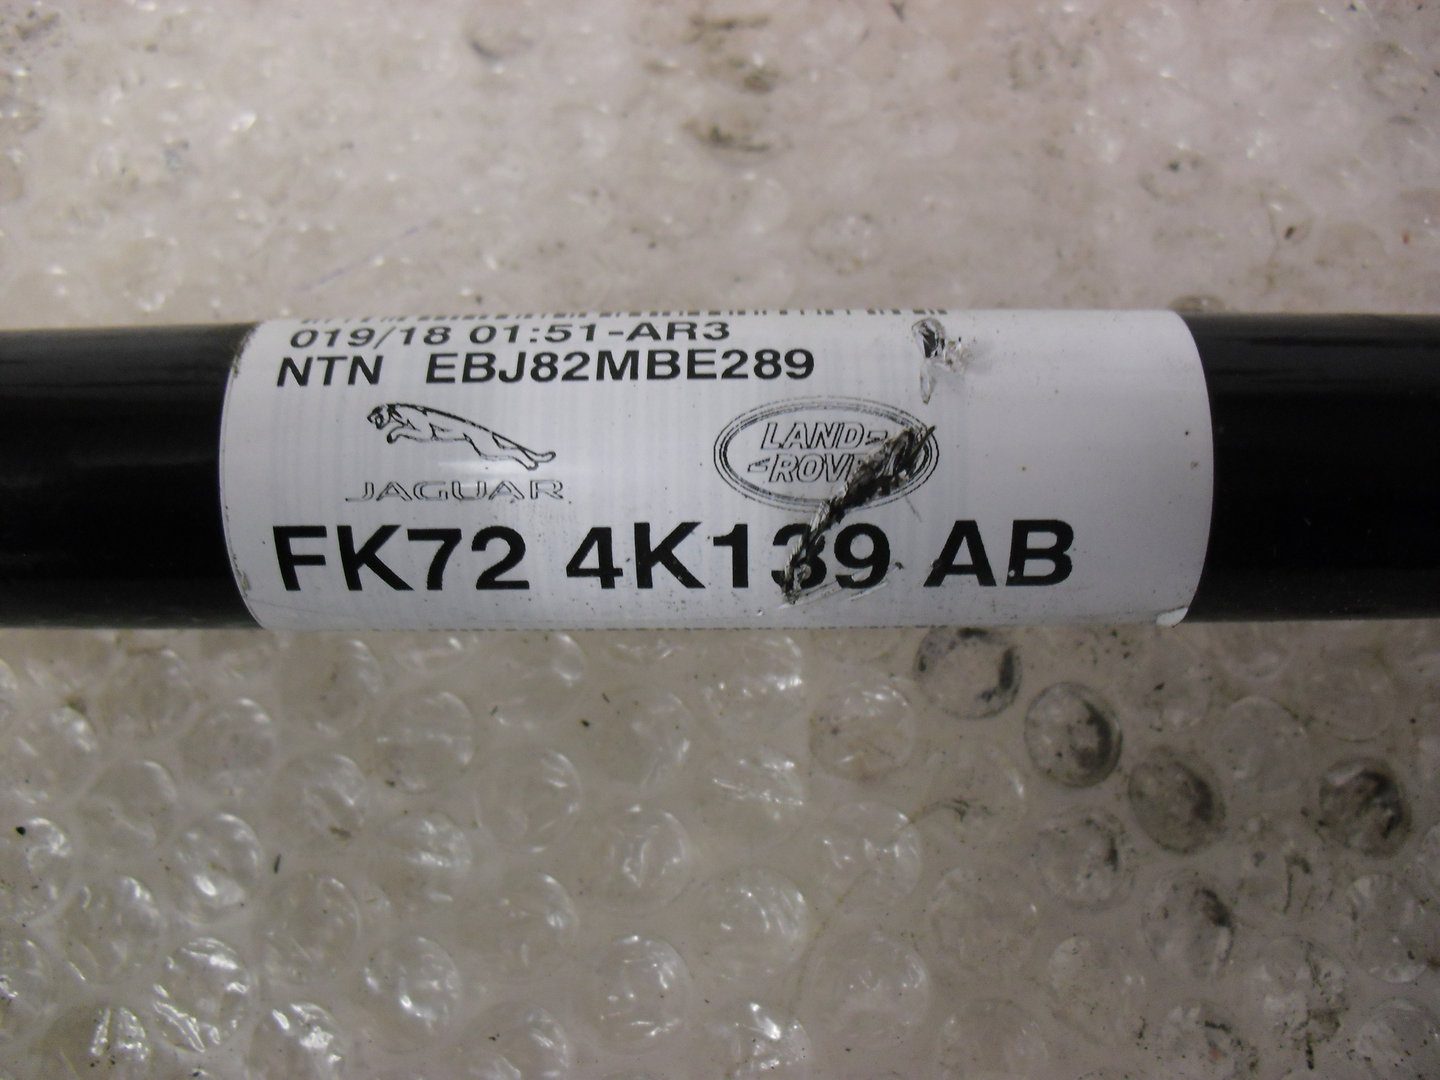 019/18 01:51-AR3
NTN EBJ82MBE289
JAGUAR
LAND-
-ROVER
FK72 4K139 AB